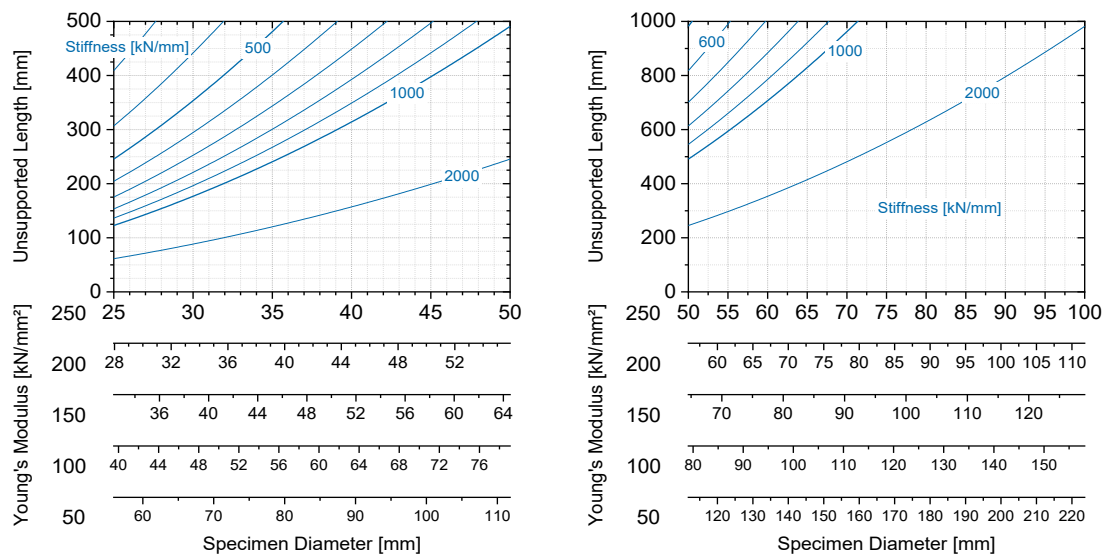 500
400
300
200
100
0
Unsupported Length [mm]
Stiffness [kN/mm]
500
1000
2000
25 30 35 40 45 50
250
200
150
100
50
Young's Modulus [kN/mm²]
28 32 36 40 44 48 52
36 40 44 48 52 56 60 64
40 44 48 52 56 60 64 68 72 76
60 70 80 90 100 110
Specimen Diameter [mm]
1000
800
600
400
200
0
Unsupported Length [mm]
600
1000
2000
Stiffness [kN/mm]
50 55 60 65 70 75 80 85 90 95 100
250
200
150
100
50
Young's Modulus [kN/mm²]
60 65 70 75 80 85 90 95 100 105 110
70 80 90 100 110 120
80 90 100 110 120 130 140 150
120 130 140 150 160 170 180 190 200 210 220
Specimen Diameter [mm]